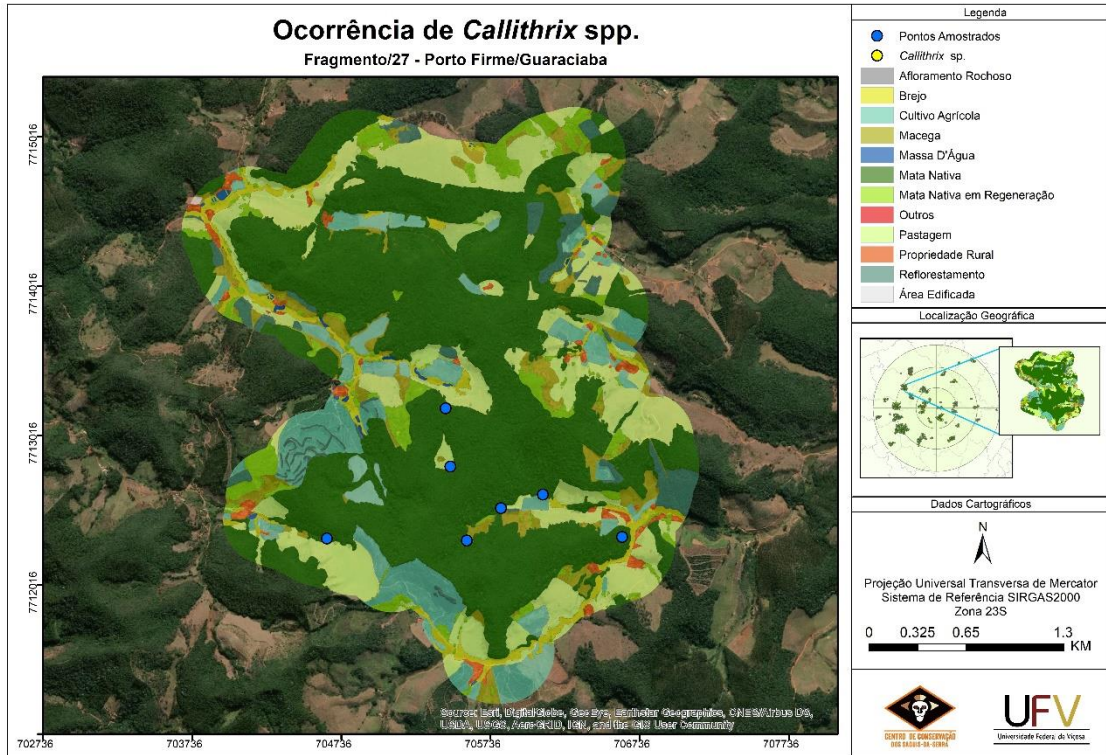 Ocorrência de Callithrix spp.
Fragmento/27 - Porto Firme/Guaraciaba
7715016
7714016
7713016
7712016
702736
703736
704736
705736
706736
707736
Source: Esri, DigitalGlobe, GeoEye, Earthstar Geographics, CNES/Airbus DS,
USDA, USGS, AeroGRID, IGN, and the GIS User Community
Legenda
Pontos Amostrados
Callithrix sp.
Afloramento Rochoso
Brejo
Cultivo Agrícola
Macega
Massa D'Água
Mata Nativa
Mata Nativa em Regeneração
Outros
Pastagem
Propriedade Rural
Reflorestamento
Área Edificada
Localização Geográfica
Dados Cartográficos
N
Projeção Universal Transversa de Mercator
Sistema de Referência SIRGAS2000
Zona 23S
0 0.325 0.65 1.3
KM
CENTRO DE CONSERVAÇÃO
DOS SAGUIS-DA-SERRA
UFV
Universidade Federal de Viçosa